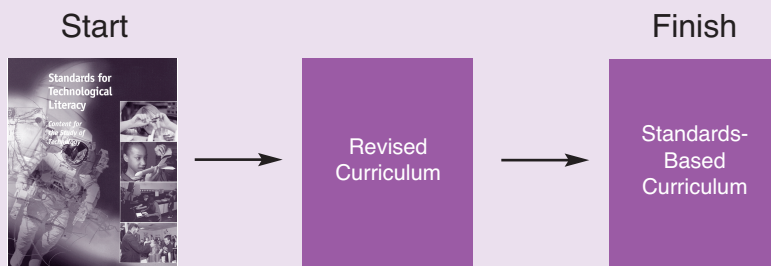 Start
Finish
Standards for
Technological
Literacy
Content for
the Study of
Technology
Revised
Curriculum
Standards-
Based
Curriculum